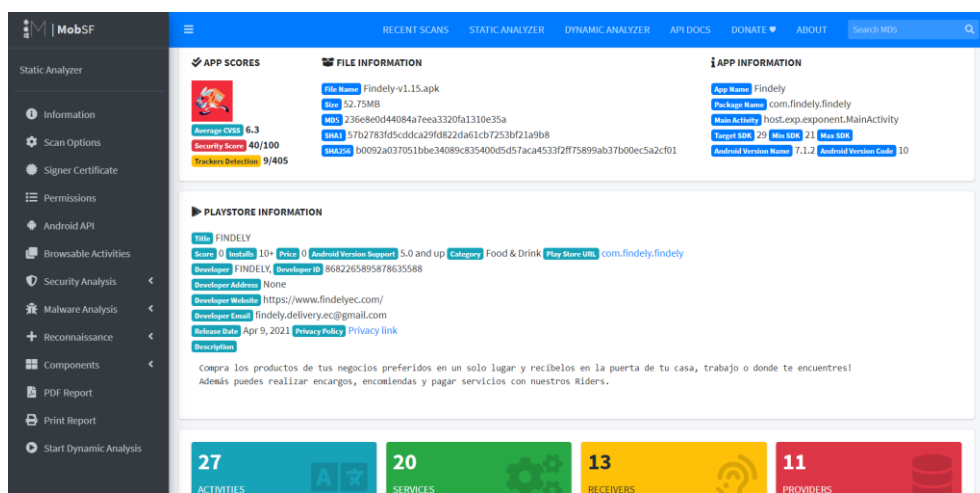 MobSF
RECENT SCANS STATIC ANALYZER DYNAMIC ANALYZER API DOCS DONATE ♥ ABOUT Search MD5
Static Analyzer
Information
Scan Options
Signer Certificate
Permissions
Android API
Browsable Activities
Security Analysis
Malware Analysis
Reconnaissance
Components
PDF Report
Print Report
Start Dynamic Analysis
APP SCORES
Average CVSS 6.3
Security Score 40/100
Trackers Detection 9/405
FILE INFORMATION
File Name Findely-v1.15.apk
Size 52.75MB
MD5 236e8e0d44084a7eea3320fa1310e35a
SHA1 57b2783fd5cddca29fd822da61cb7253bf21a9b8
SHA256 b0092a037051bbe34089c835400d5d57aca4533f2ff75899ab37b00ec5a2cf01
APP INFORMATION
App Name Findely
Package Name com.findely.findely
Main Activity host.exp.exponent.MainActivity
Target SDK 29 Min SDK 21 Max SDK
Android Version Name 7.1.2 Android Version Code 10
PLAYSTORE INFORMATION
Title FINDELY
Score 0 Installs 10+ Price 0 Android Version Support 5.0 and up Category Food & Drink Play Store URL com.findely.findely
Developer FINDELY, Developer ID 8682265895878635588
Developer Address None
Developer Website https://www.findelyec.com/
Developer Email findely.delivery.ec@gmail.com
Release Date Apr 9, 2021 Privacy Policy Privacy link
Description
Compra los productos de tus negocios preferidos en un solo lugar y recíbelos en la puerta de tu casa, trabajo o donde te encuentres!
Además puedes realizar encargos, encomiendas y pagar servicios con nuestros Riders.
27
ACTIVITIES
20
SERVICES
13
RECEIVERS
11
PROVIDERS